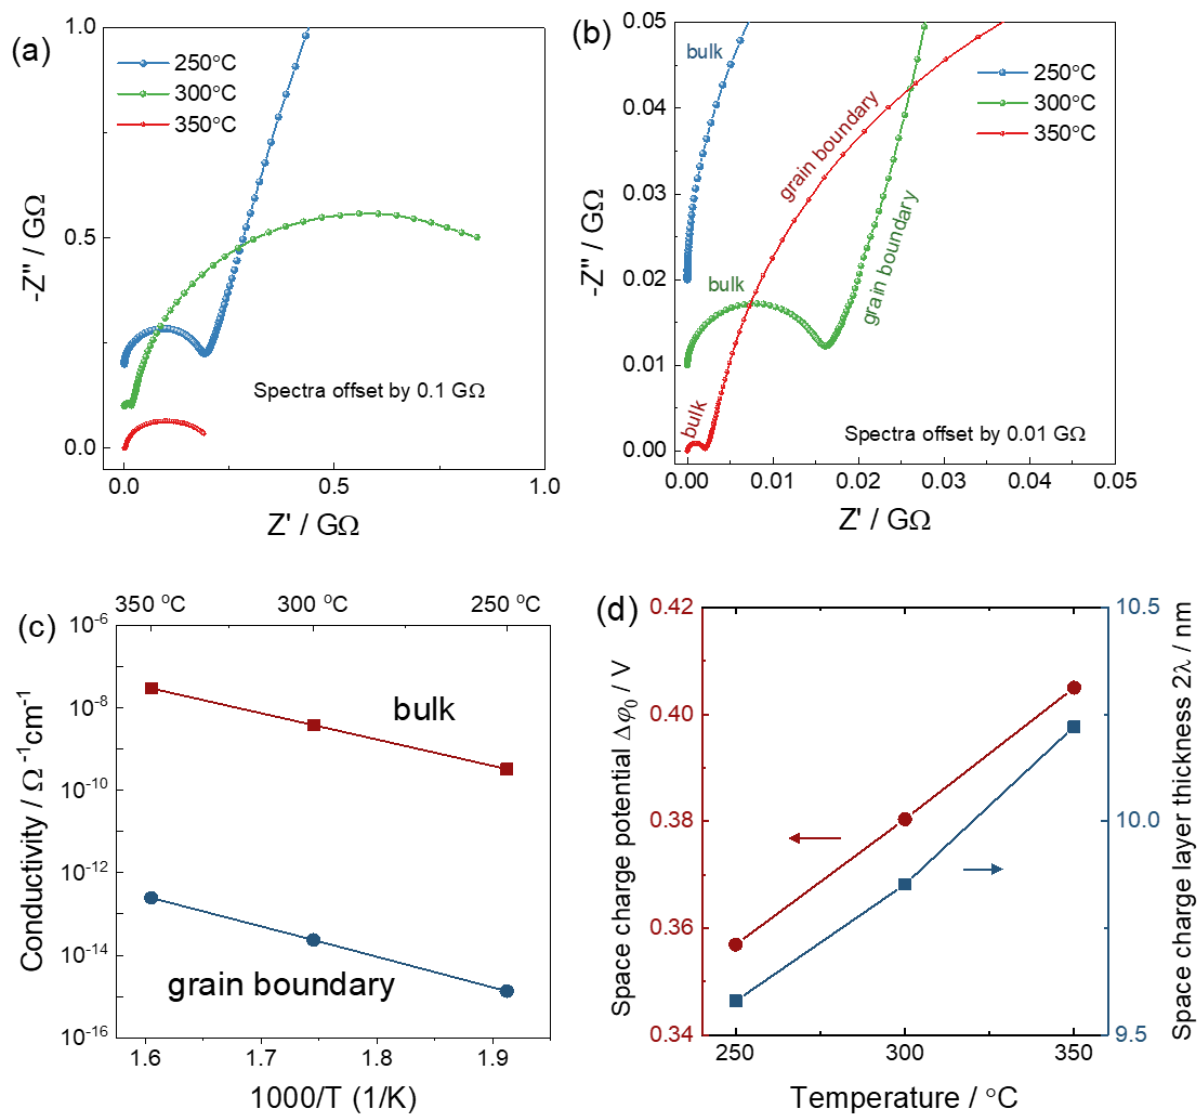 (a)
250°C
300°C
350°C
-Z" / GΩ
1.0
0.5
0.0
Spectra offset by 0.1 GΩ
0.0 0.5 1.0
Z' / GΩ
(b)
bulk
250°C
300°C
350°C
grain boundary
bulk
grain boundary
bulk
-Z" / GΩ
0.05
0.04
0.03
0.02
0.01
0.00
Spectra offset by 0.01 GΩ
0.00 0.01 0.02 0.03 0.04 0.05
Z' / GΩ
(c)
350 °C 300 °C 250 °C
Conductivity / Ω⁻¹cm⁻¹
10⁻⁶
10⁻⁸
10⁻¹⁰
10⁻¹²
10⁻¹⁴
10⁻¹⁶
bulk
grain boundary
1.6 1.7 1.8 1.9
1000/T (1/K)
(d)
Space charge potential Δφ₀ / V
0.42
0.40
0.38
0.36
0.34
10.5
10.0
9.5
Space charge layer thickness 2λ / nm
250 300 350
Temperature / °C